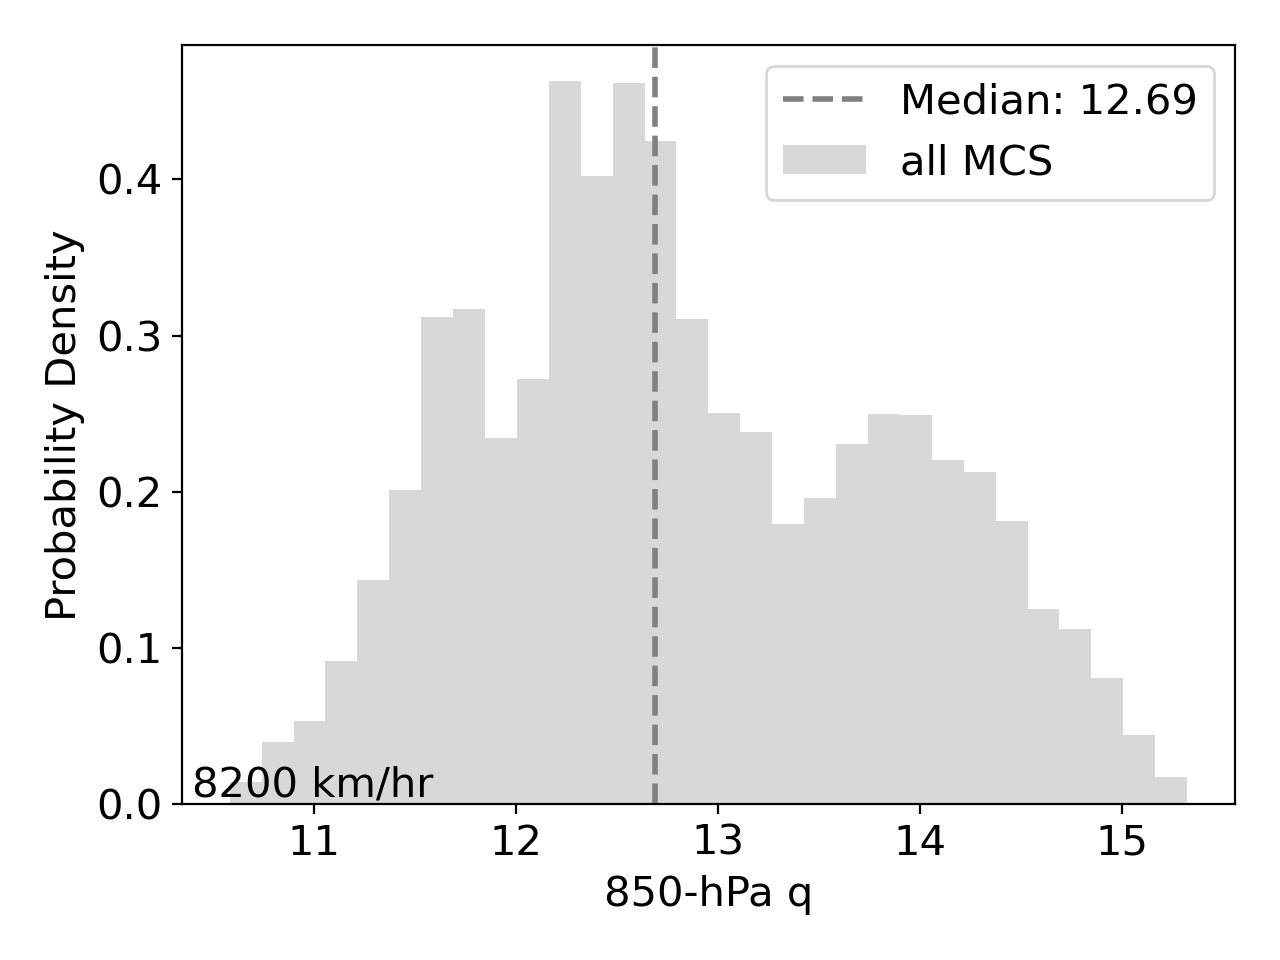 Median: 12.69
all MCS
Probability Density
0.4
0.3
0.2
0.1
0.0
8200 km/hr
11 12 13 14 15
850-hPa q